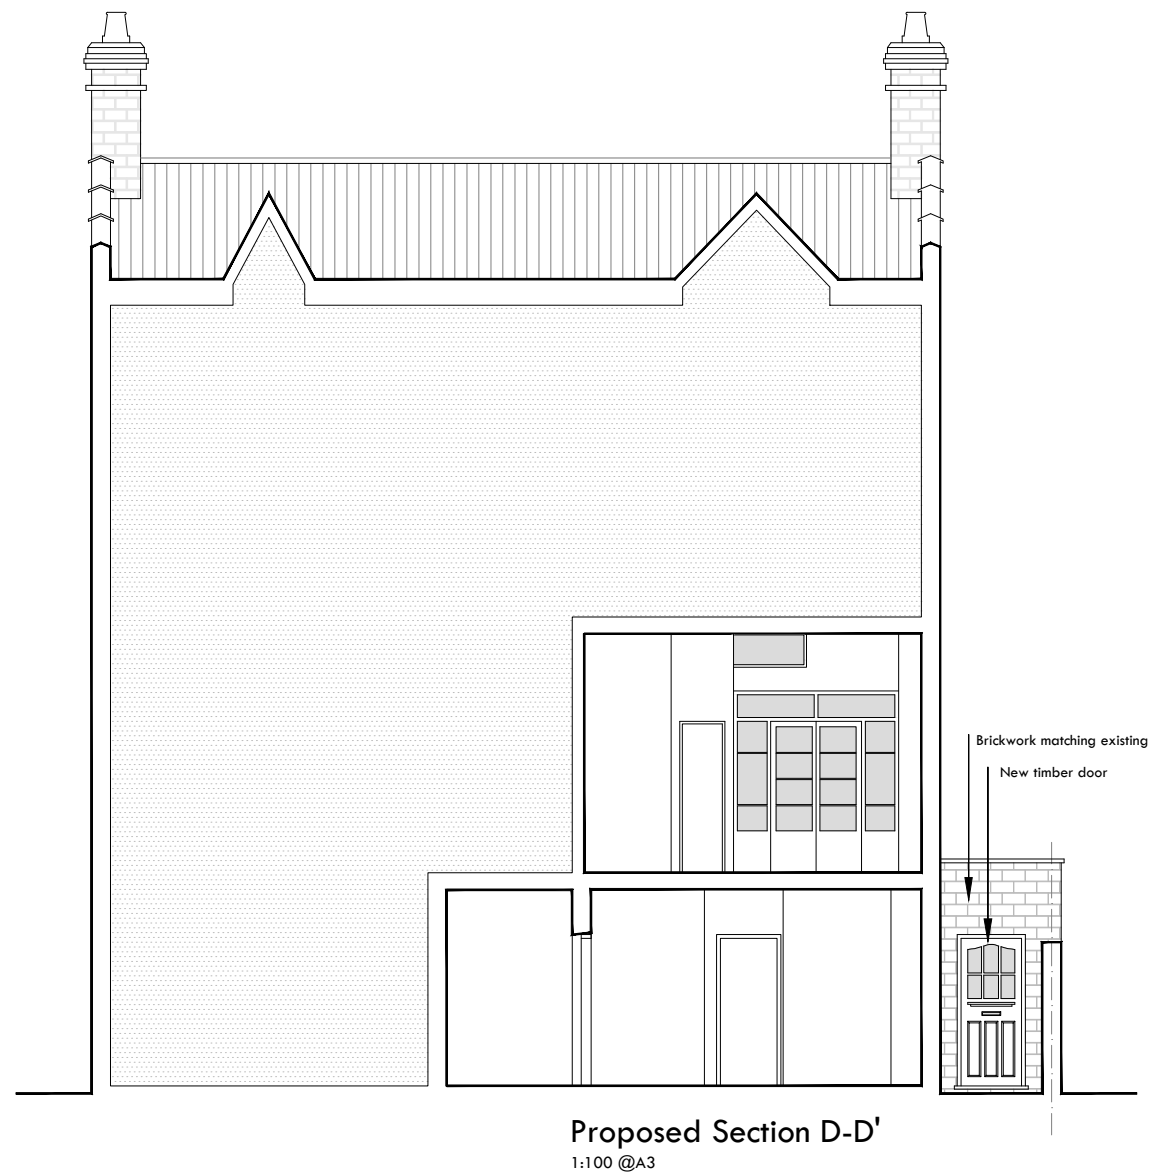 Brickwork matching existing
New timber door
Proposed Section D-D'
1:100 @A3